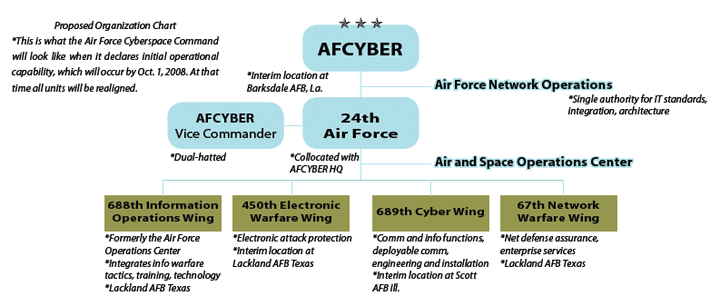 Proposed Organization Chart
*This is what the Air Force Cyberspace Command
will look like when it declares initial operational
capability, which will occur by Oct. 1, 2008. At that
time all units will be realigned.
AFCYBER
*Interim location at
Barksdale AFB, La.
Air Force Network Operations
*Single authority for IT standards,
integration, architecture
AFCYBER
Vice Commander
*Dual-hatted
24th
Air Force
*Collocated with
AFCYBER HQ
Air and Space Operations Center
688th Information
Operations Wing
*Formerly the Air Force
Operations Center
*Integrates info warfare
tactics, training, technology
*Lackland AFB Texas
450th Electronic
Warfare Wing
*Electronic attack protection
*Interim location at
Lackland AFB Texas
689th Cyber Wing
*Comm and info functions,
deployable comm,
engineering and installation
*Interim location at Scott
AFB Ill.
67th Network
Warfare Wing
*Net defense assurance,
enterprise services
*Lackland AFB Texas